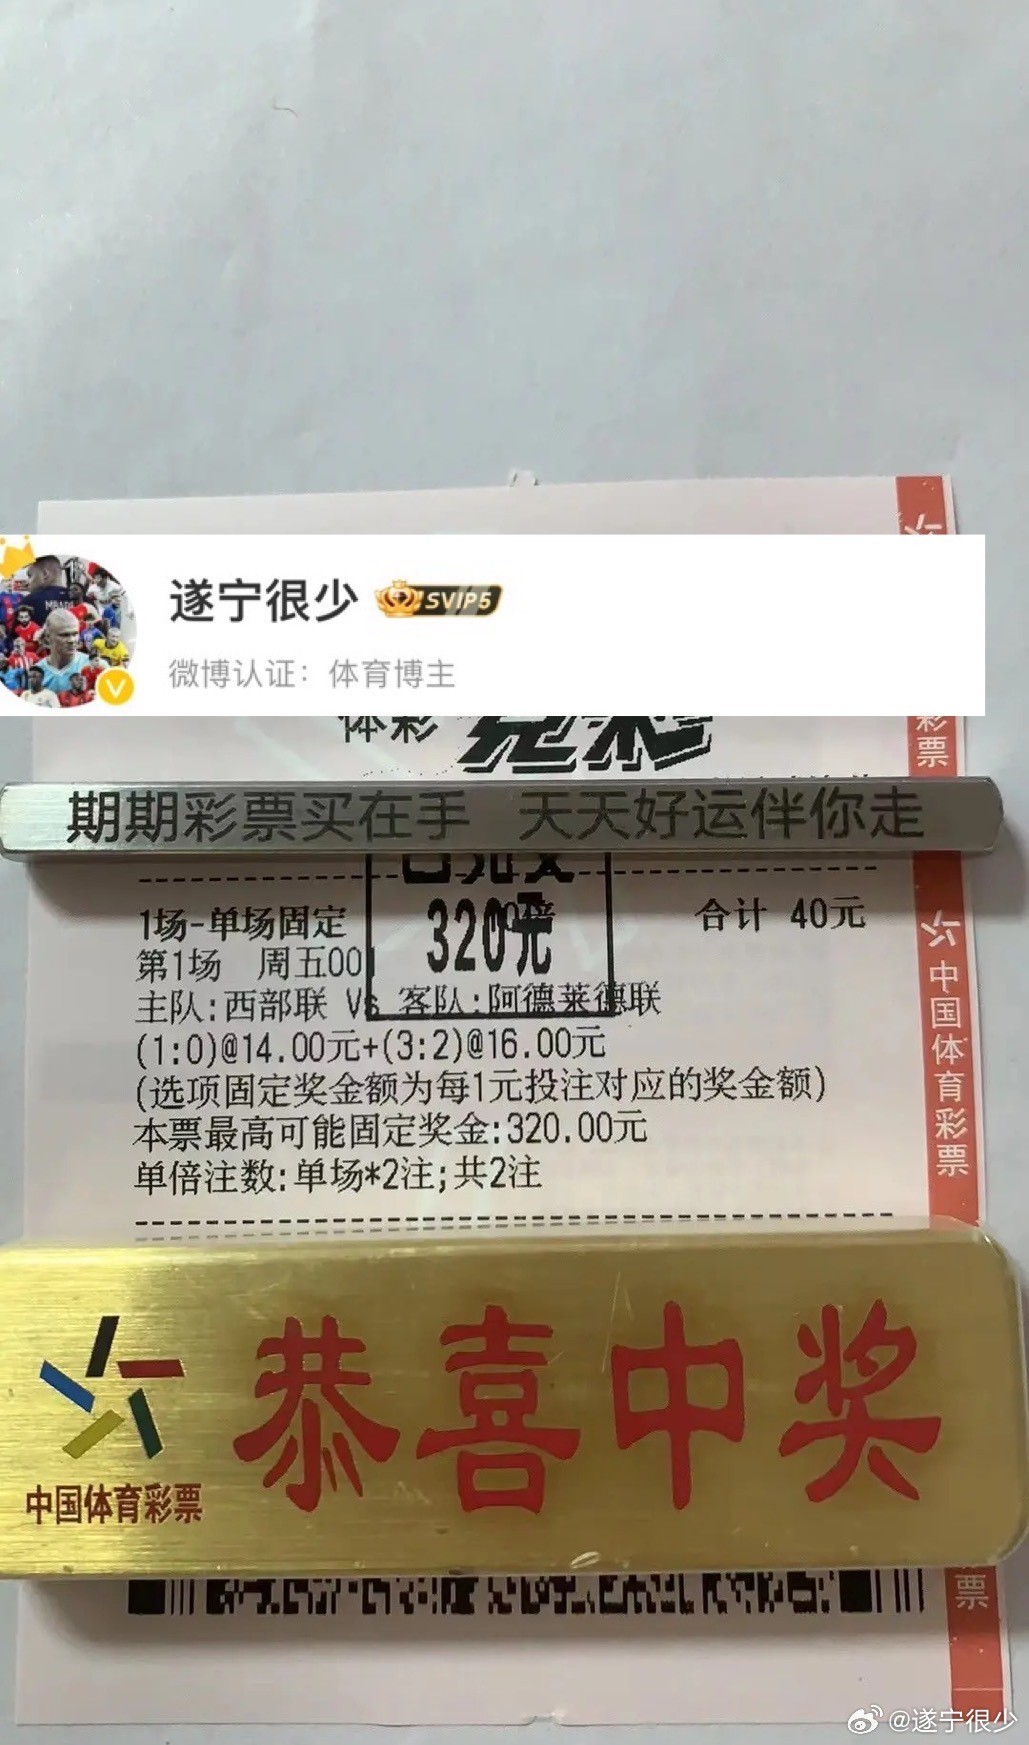 遂宁很少 SVIP5
微博认证：体育博主
体彩 竞彩
彩票
期期彩票买在手 天天好运伴你走
1场-单场固定
320元
合计 40元
第1场 周五00
主队:西部联 Vs 客队:阿德莱德联
(1:0)@14.00元+(3:2)@16.00元
(选项固定奖金额为每1元投注对应的奖金额)
本票最高可能固定奖金:320.00元
单倍注数:单场*2注;共2注
中国体育彩票
恭喜中奖
中国体育彩票
票
@遂宁很少